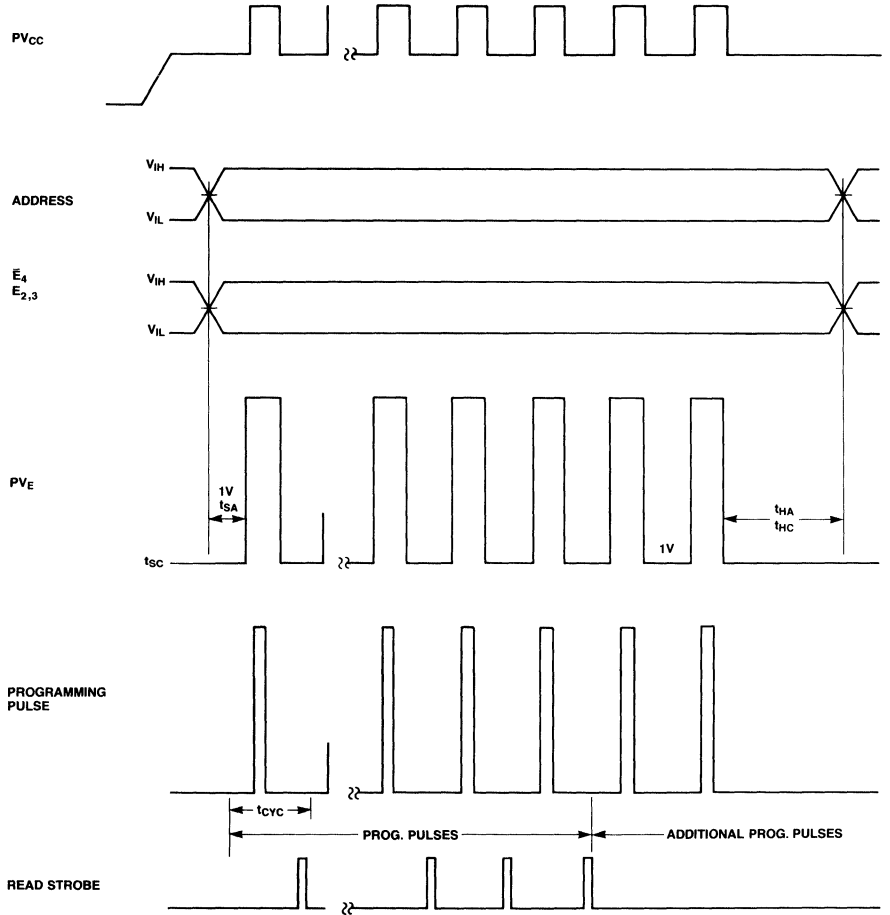 PVCC
VIH
ADDRESS
VIL
Ē4
E2,3
VIH
VIL
PVE
1V
tSA
tHA
tHC
1V
tSC
PROGRAMMING
PULSE
tCYC
PROG. PULSES
ADDITIONAL PROG. PULSES
READ STROBE